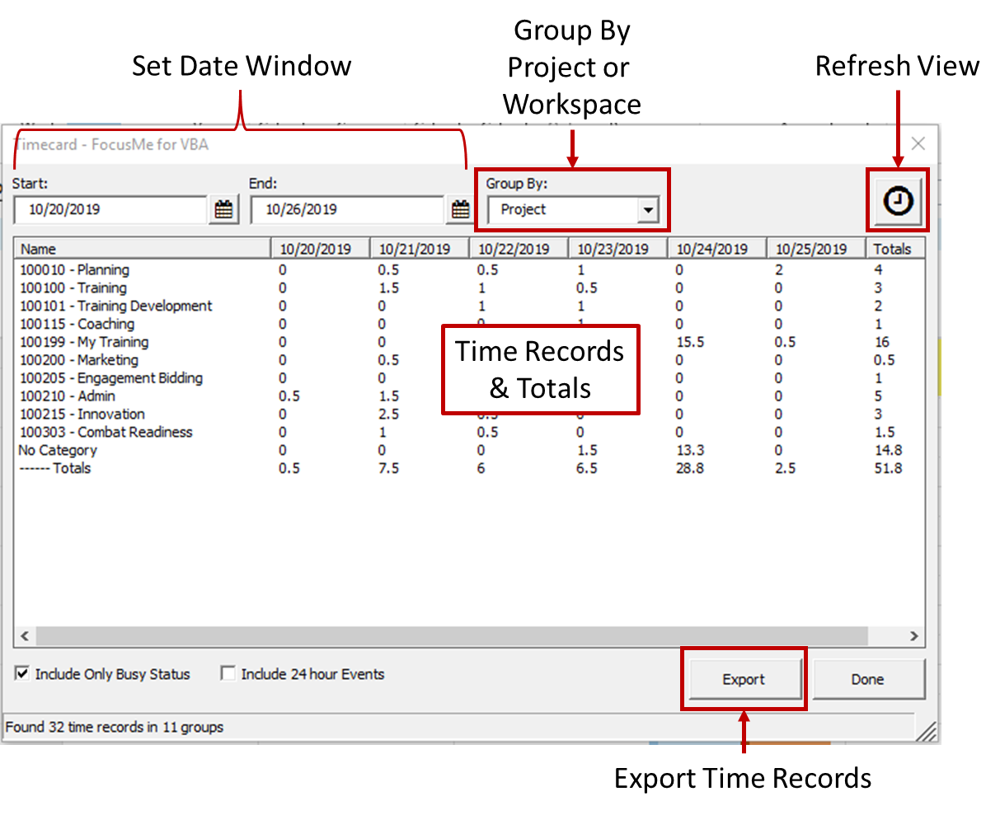 Group By
Project or
Workspace
Set Date Window
Refresh View
Timecard - FocusMe for VBA
Start:
End:
Group By:
10/20/2019
10/26/2019
Project
Name 10/20/2019 10/21/2019 10/22/2019 10/23/2019 10/24/2019 10/25/2019 Totals
100010 - Planning 0 0.5 0.5 1 0 2 4
100100 - Training 0 1.5 1 0.5 0 0 3
100101 - Training Development 0 0 1 1 0 0 2
100115 - Coaching 0 0 0 1 0 0 1
100199 - My Training 0 0 15.5 0.5 16
100200 - Marketing 0 0.5 0 0 0.5
100205 - Engagement Bidding 0 0 0 0 1
100210 - Admin 0.5 1.5 0 0 5
100215 - Innovation 0 2.5 0 0 3
100303 - Combat Readiness 0 1 0.5 0 0 0 1.5
No Category 0 0 0 1.5 13.3 0 14.8
------ Totals 0.5 7.5 6 6.5 28.8 2.5 51.8
Time Records
& Totals
Include Only Busy Status
Include 24 hour Events
Export
Done
Found 32 time records in 11 groups
Export Time Records